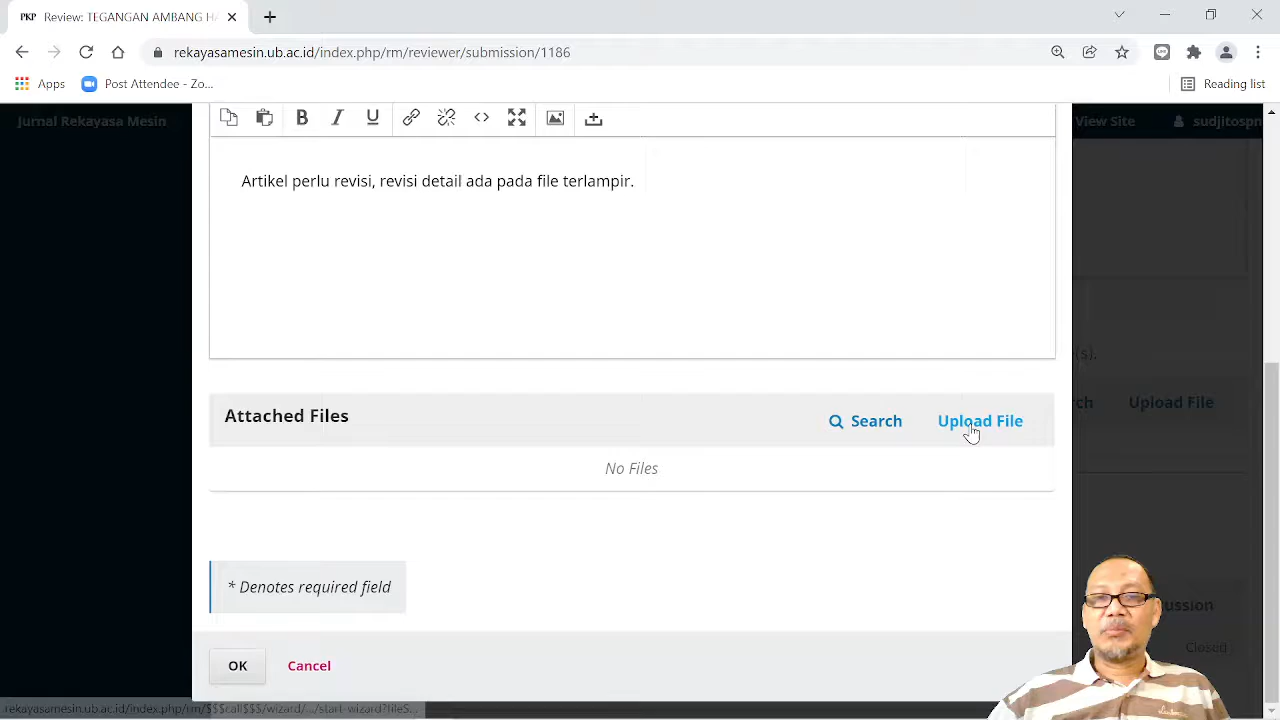 PKP Review: TEGANGAN AMBANG HA
rekayasamesin.ub.ac.id/index.php/rm/reviewer/submission/1186
Apps Post Attendee - Zo... Reading list
Jurnal Rekayasa Mesin View Site sudjitospn
B I U
Artikel perlu revisi, revisi detail ada pada file terlampir.
(s).
Attached Files Search Upload File
Upload File
No Files
* Denotes required field
ussion
Closed
OK Cancel
rekayasamesin.ub.ac.id/index.php/rm/$$$call$$$/wizard/.../start-wizard?fileS...